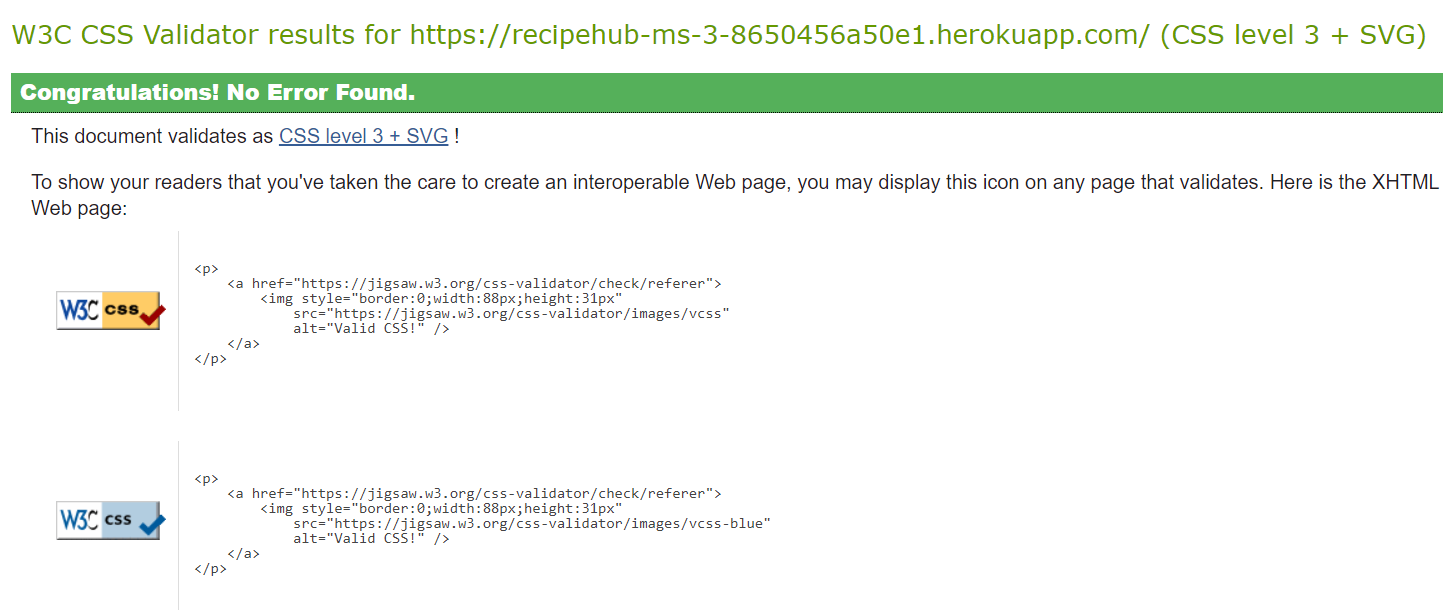 W3C CSS Validator results for https://recipehub-ms-3-8650456a50e1.herokuapp.com/ (CSS level 3 + SVG)
Congratulations! No Error Found.
This document validates as CSS level 3 + SVG !
To show your readers that you've taken the care to create an interoperable Web page, you may display this icon on any page that validates. Here is the XHTML
Web page:
W3C css
<p>
    <a href="https://jigsaw.w3.org/css-validator/check/referer">
        <img style="border:0;width:88px;height:31px"
            src="https://jigsaw.w3.org/css-validator/images/vcss"
            alt="Valid CSS!" />
    </a>
</p>
W3C css
<p>
    <a href="https://jigsaw.w3.org/css-validator/check/referer">
        <img style="border:0;width:88px;height:31px"
            src="https://jigsaw.w3.org/css-validator/images/vcss-blue"
            alt="Valid CSS!" />
    </a>
</p>